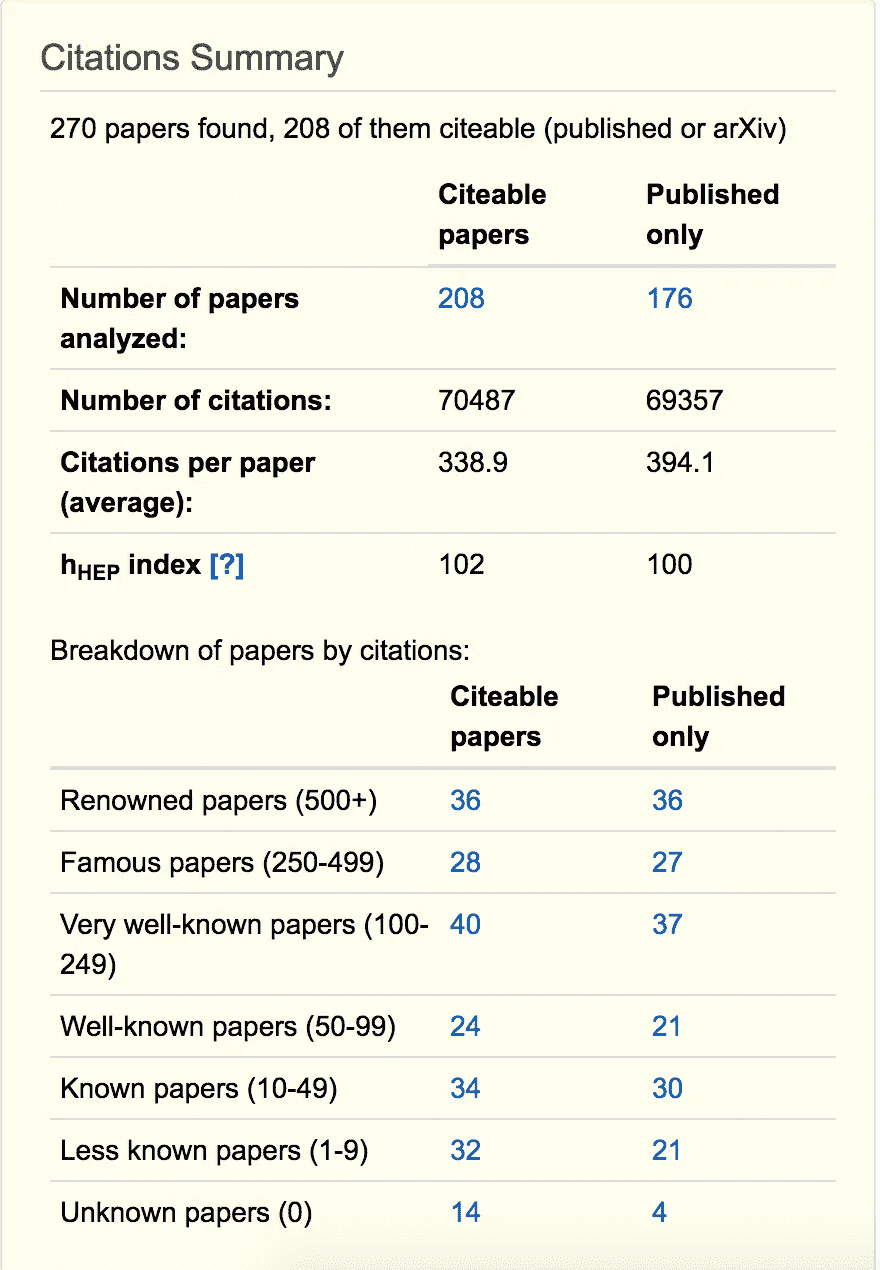 Citations Summary
270 papers found, 208 of them citeable (published or arXiv)
Citeable papers Published only
Number of papers analyzed: 208 176
Number of citations: 70487 69357
Citations per paper (average): 338.9 394.1
hHEP index [?] 102 100
Breakdown of papers by citations:
Citeable papers Published only
Renowned papers (500+) 36 36
Famous papers (250-499) 28 27
Very well-known papers (100-249) 40 37
Well-known papers (50-99) 24 21
Known papers (10-49) 34 30
Less known papers (1-9) 32 21
Unknown papers (0) 14 4